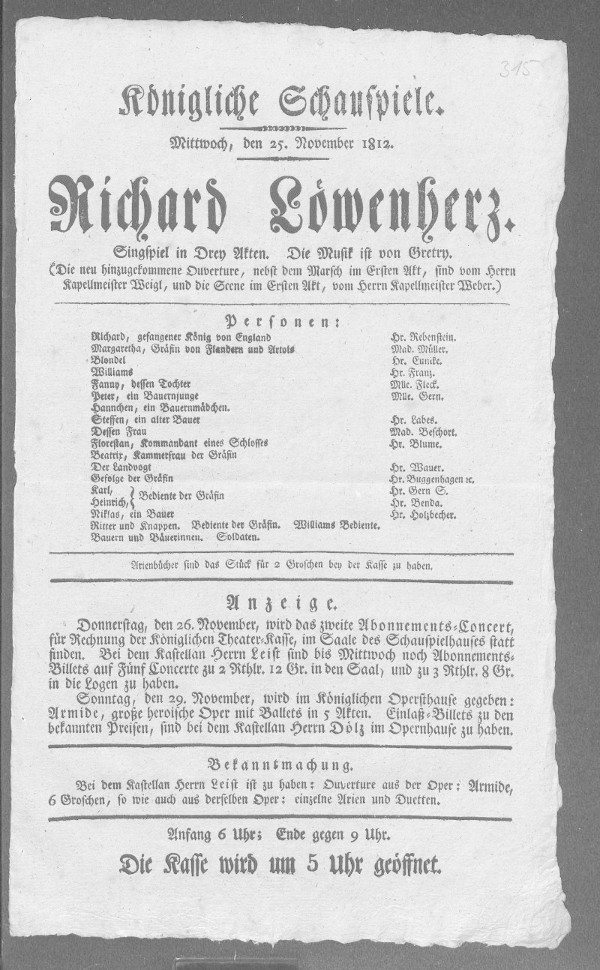 315
Königliche Schauspiele.
Mittwoch, den 25. November 1812.
Richard Löwenherz.
Singspiel in Drey Akten. Die Musik ist von Gretry.
(Die neu hinzugekommene Ouverture, nebst dem Marsch im Ersten Akt, sind vom Herrn
Kapellmeister Weigl, und die Scene im Ersten Akt, vom Herrn Kapellmeister Weber.)
Personen:
Richard, gefangener König von England Hr. Rebenstein.
Margaretha, Gräfin von Flandern und Artois Mad. Müller.
Blondel Hr. Eunike.
Williams Hr. Franz.
Fanny, dessen Tochter Mlle. Fleck.
Peter, ein Bauernjunge Mlle. Gern.
Hannchen, ein Bauernmädchen.
Steffen, ein alter Bauer Hr. Labes.
Dessen Frau Mad. Beschort.
Florestan, Kommandant eines Schlosses Hr. Blume.
Beatrix, Kammerfrau der Gräfin
Der Landvogt Hr. Wauer.
Gefolge der Gräfin Hr. Buggenhagen ec.
Karl, } Bediente der Gräfin Hr. Gern S.
Heinrich, } Hr. Benda.
Niklas, ein Bauer Hr. Holzbecher.
Ritter und Knappen. Bediente der Gräfin. Williams Bediente.
Bauern und Bäuerinnen. Soldaten.
Arienbücher sind das Stück für 2 Groschen bey der Kasse zu haben.
Anzeige.
Donnerstag, den 26. November, wird das zweite Abonnements-Concert,
für Rechnung der Königlichen Theater-Kasse, im Saale des Schauspielhauses statt
finden. Bei dem Kastellan Herrn Leist sind bis Mittwoch noch Abonnements-
Billets auf Fünf Concerte zu 2 Rthlr. 12 Gr. in den Saal, und zu 3 Rthlr. 8 Gr.
in die Logen zu haben.
Sonntag, den 29. November, wird im Königlichen Opernhause gegeben:
Armide, große heroische Oper mit Ballets in 5 Akten. Einlaß-Billets zu den
bekannten Preisen, sind bei dem Kastellan Herrn Dölz im Opernhause zu haben.
Bekanntmachung.
Bei dem Kastellan Herrn Leist ist zu haben: Ouverture aus der Oper: Armide,
6 Groschen, so wie auch aus derselben Oper: einzelne Arien und Duetten.
Anfang 6 Uhr; Ende gegen 9 Uhr.
Die Kasse wird um 5 Uhr geöffnet.